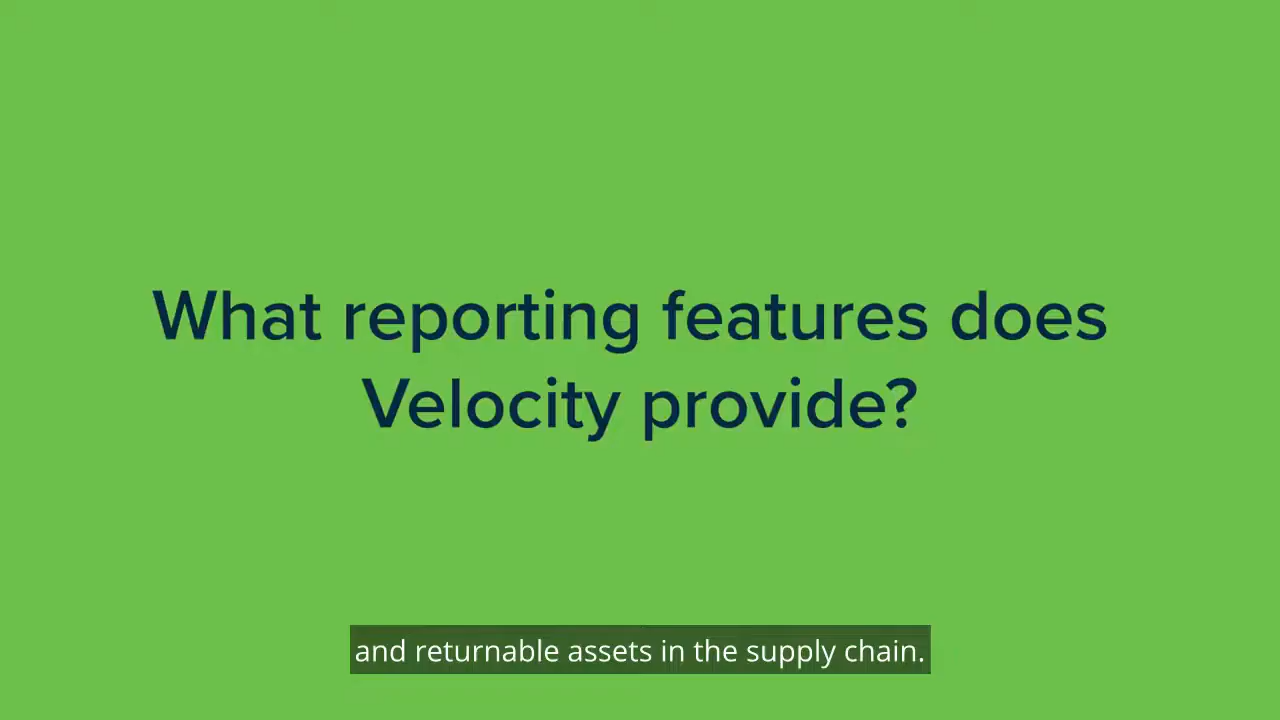 What reporting features does
Velocity provide?
and returnable assets in the supply chain.